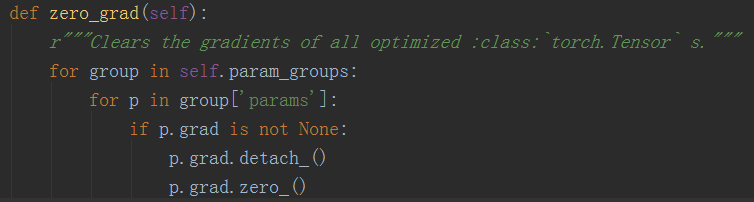 def zero_grad(self):
    r"""Clears the gradients of all optimized :class:`torch.Tensor` s."""
    for group in self.param_groups:
        for p in group['params']:
            if p.grad is not None:
                p.grad.detach_()
                p.grad.zero_()